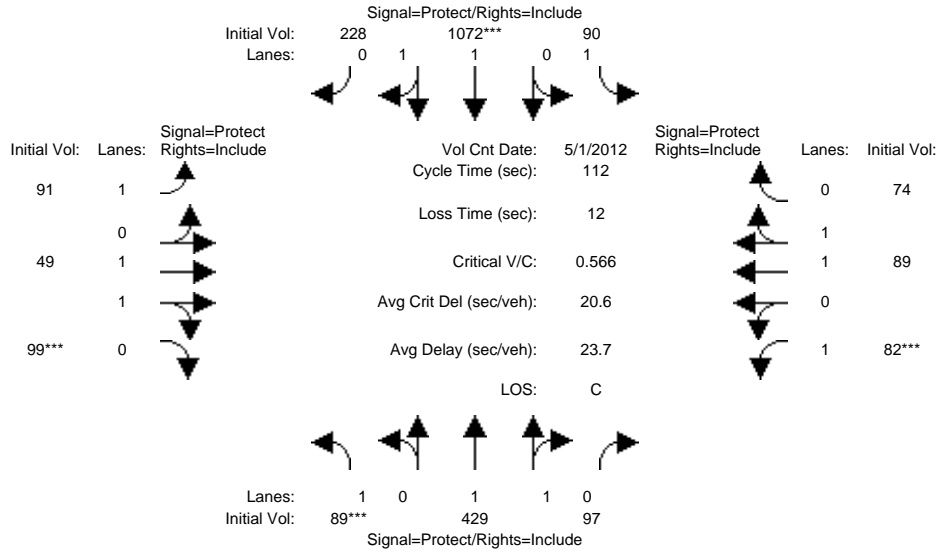 Signal=Protect/Rights=Include
Initial Vol: 228 1072*** 90
Lanes: 0 1 1 0 1
Signal=Protect
Initial Vol: Lanes: Rights=Include
Vol Cnt Date: 5/1/2012
Signal=Protect
Rights=Include Lanes: Initial Vol:
Cycle Time (sec): 112
91 1
0 74
Loss Time (sec): 12
0
1
49 1
Critical V/C: 0.566
1 89
1
Avg Crit Del (sec/veh): 20.6
0
99*** 0
Avg Delay (sec/veh): 23.7
1 82***
LOS: C
Lanes: 1 0 1 1 0
Initial Vol: 89*** 429 97
Signal=Protect/Rights=Include